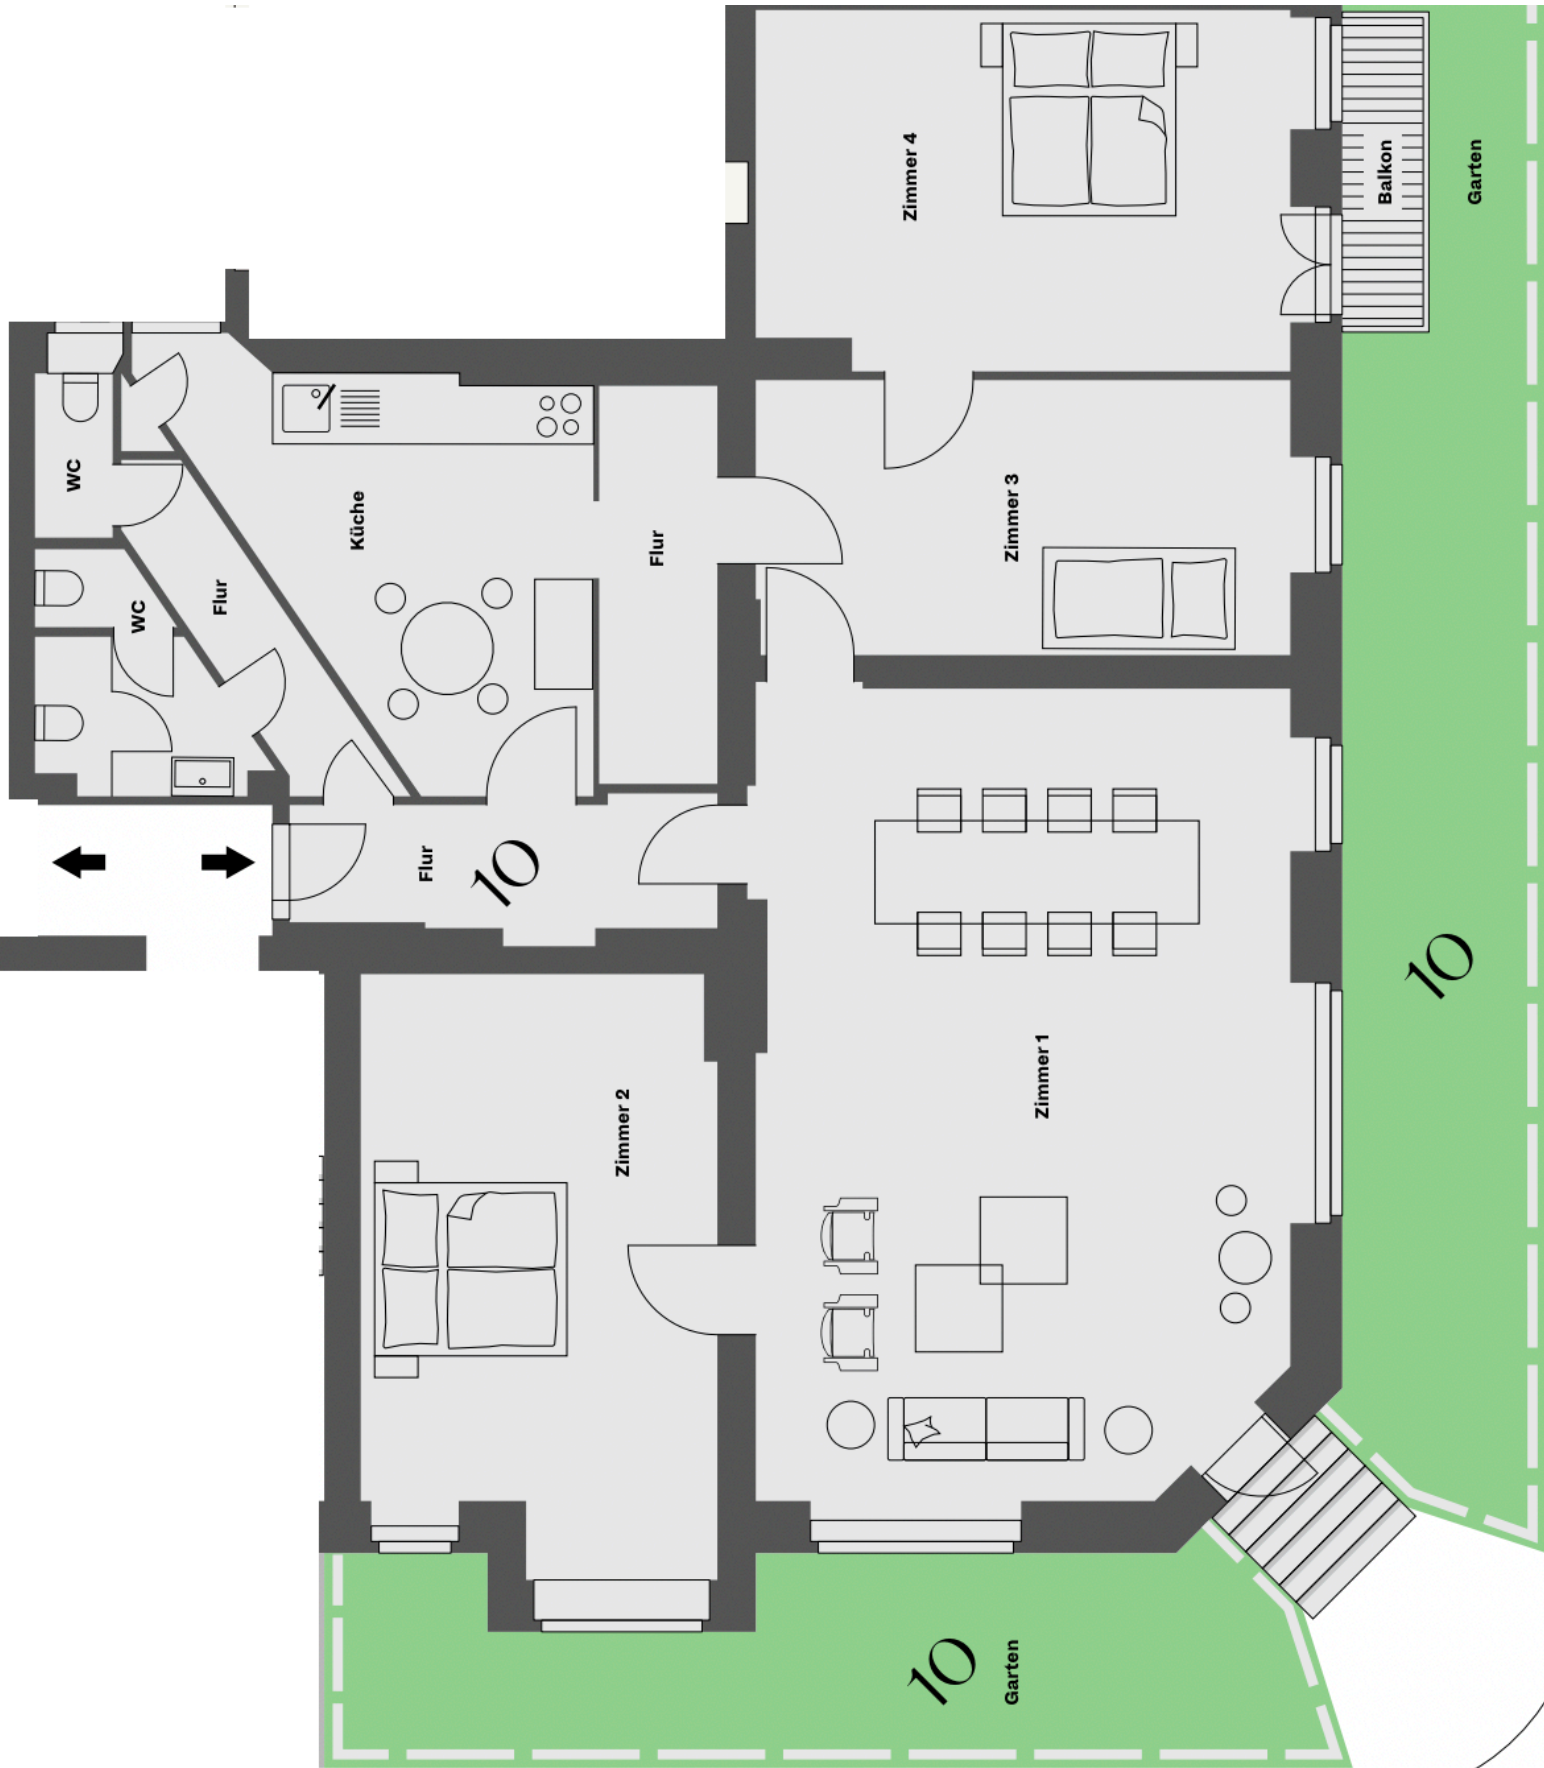 Zimmer 4
Balkon
Garten
WC
Küche
Flur
Zimmer 3
Flur
WC
Flur
10
10
Zimmer 1
Zimmer 2
10
Garten